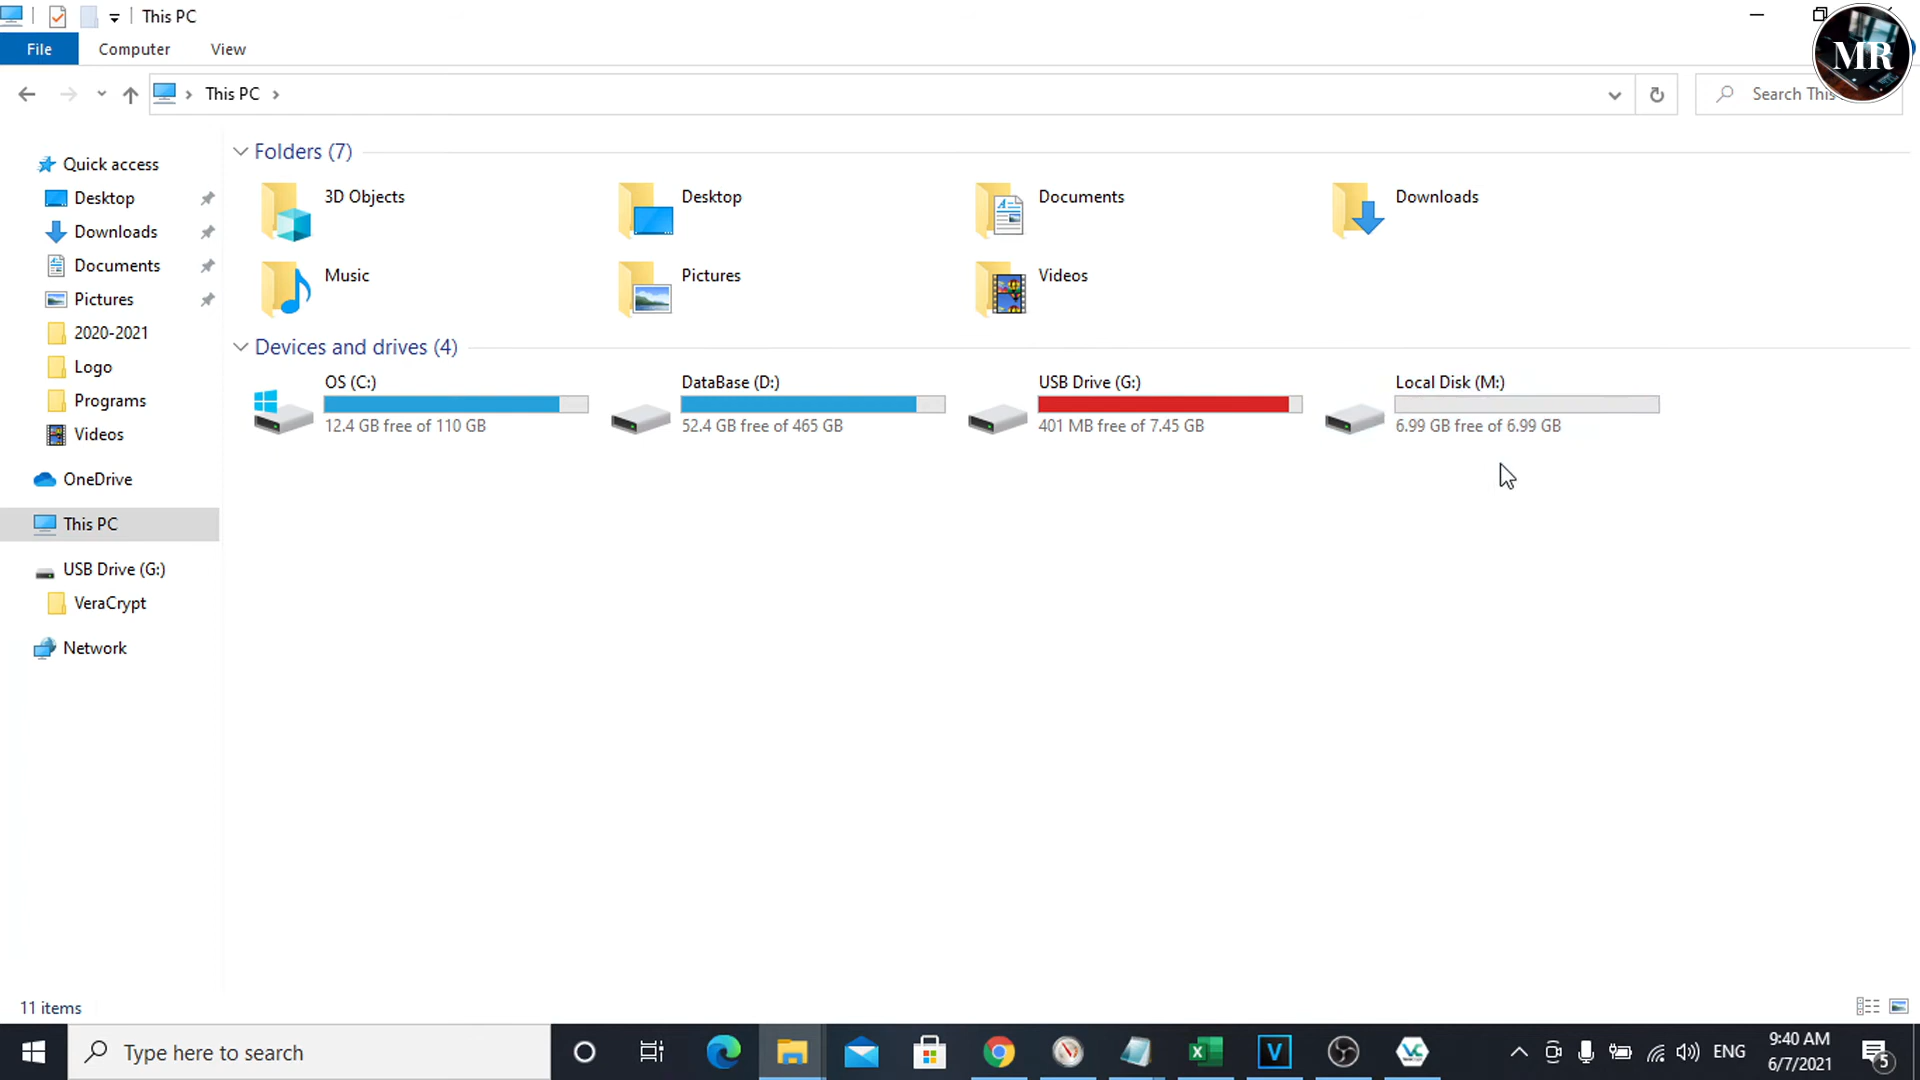 This PC
MR
File Computer View
This PC
Search This
Quick access
Desktop
Downloads
Documents
Pictures
2020-2021
Logo
Programs
Videos
OneDrive
This PC
USB Drive (G:)
VeraCrypt
Network
Folders (7)
3D Objects Desktop Documents Downloads
Music Pictures Videos
Devices and drives (4)
OS (C:) DataBase (D:) USB Drive (G:) Local Disk (M:)
12.4 GB free of 110 GB 52.4 GB free of 465 GB 401 MB free of 7.45 GB 6.99 GB free of 6.99 GB
11 items
Type here to search
ENG
9:40 AM
6/7/2021
5